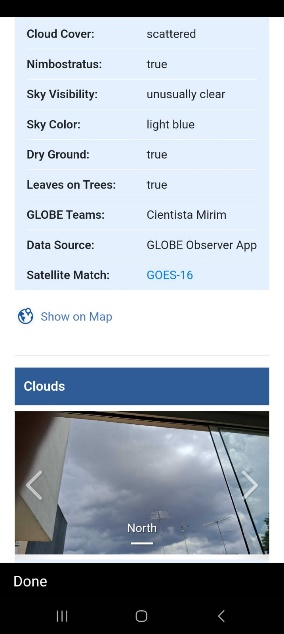 Cloud Cover: scattered
Nimbostratus: true
Sky Visibility: unusually clear
Sky Color: light blue
Dry Ground: true
Leaves on Trees: true
GLOBE Teams: Cientista Mirim
Data Source: GLOBE Observer App
Satellite Match: GOES-16
Show on Map
Clouds
North
Done